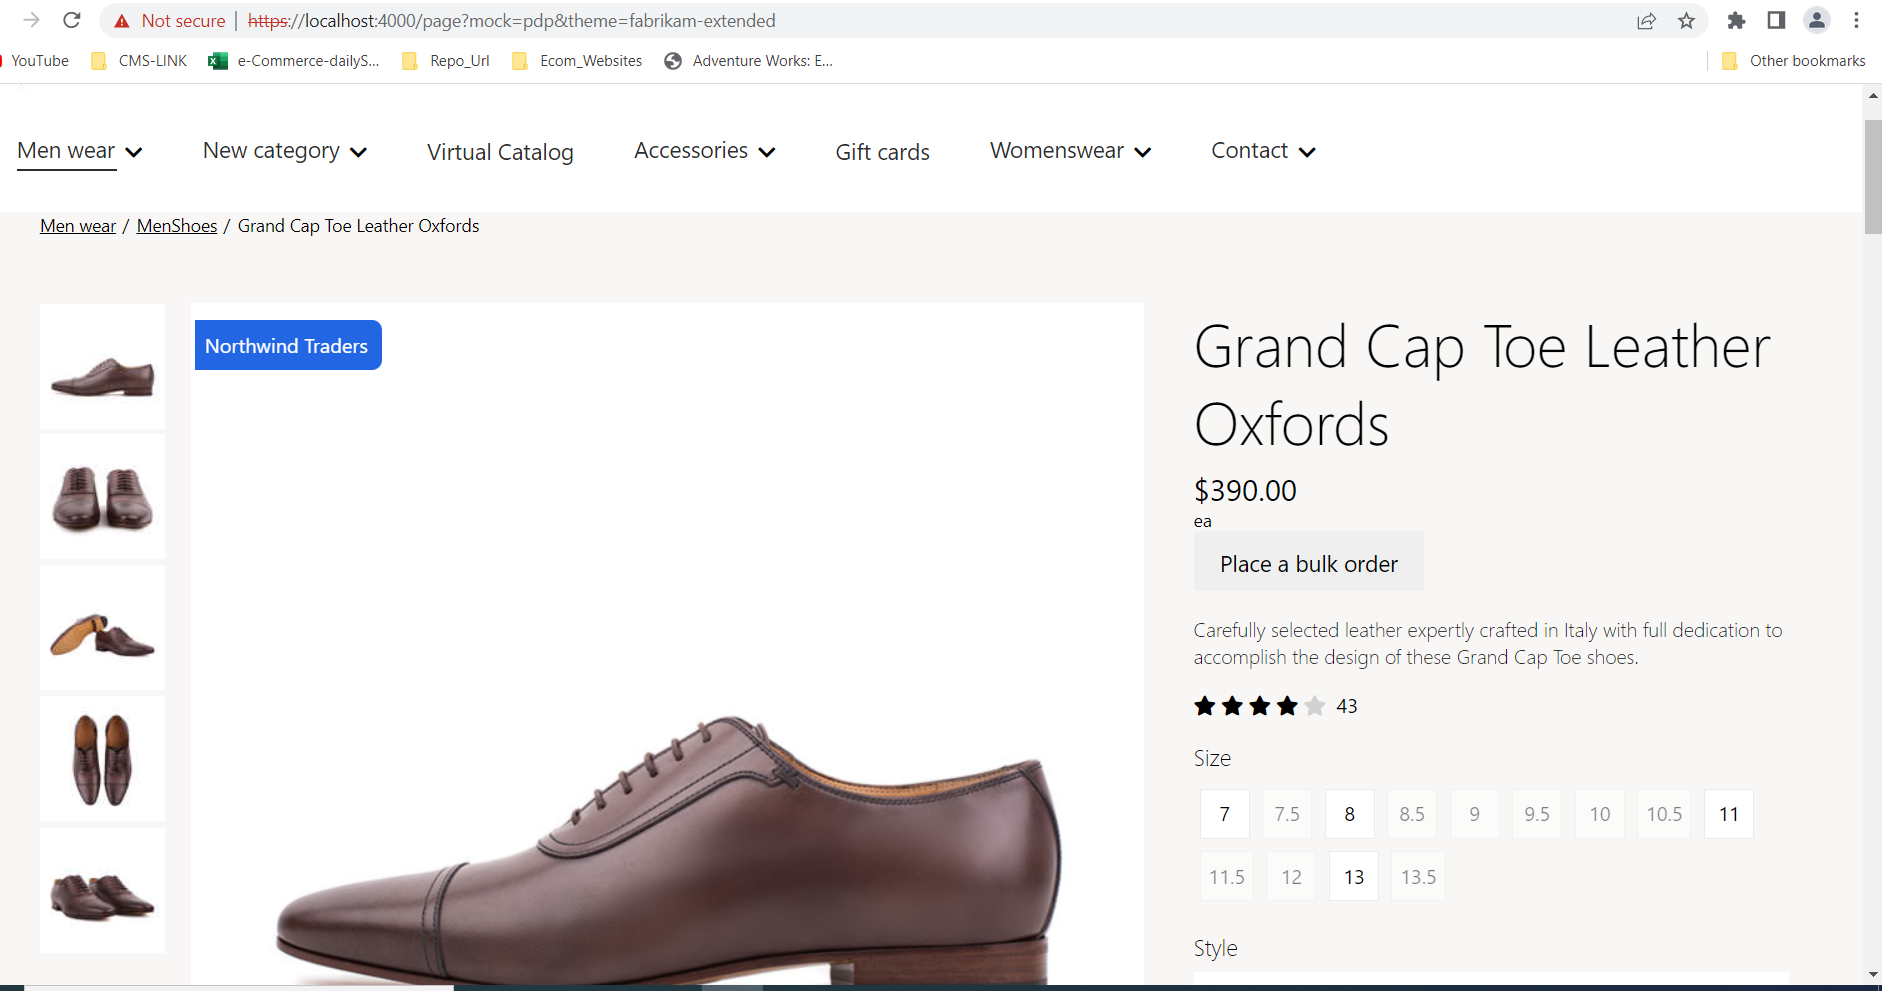 Not secure | https://localhost:4000/page?mock=pdp&theme=fabrikam-extended
YouTube CMS-LINK e-Commerce-dailyS... Repo_Url Ecom_Websites Adventure Works: E... Other bookmarks
Men wear New category Virtual Catalog Accessories Gift cards Womenswear Contact
Men wear / MenShoes / Grand Cap Toe Leather Oxfords
Northwind Traders
Grand Cap Toe Leather
Oxfords
$390.00
ea
Place a bulk order
Carefully selected leather expertly crafted in Italy with full dedication to
accomplish the design of these Grand Cap Toe shoes.
43
Size
7 7.5 8 8.5 9 9.5 10 10.5 11
11.5 12 13 13.5
Style